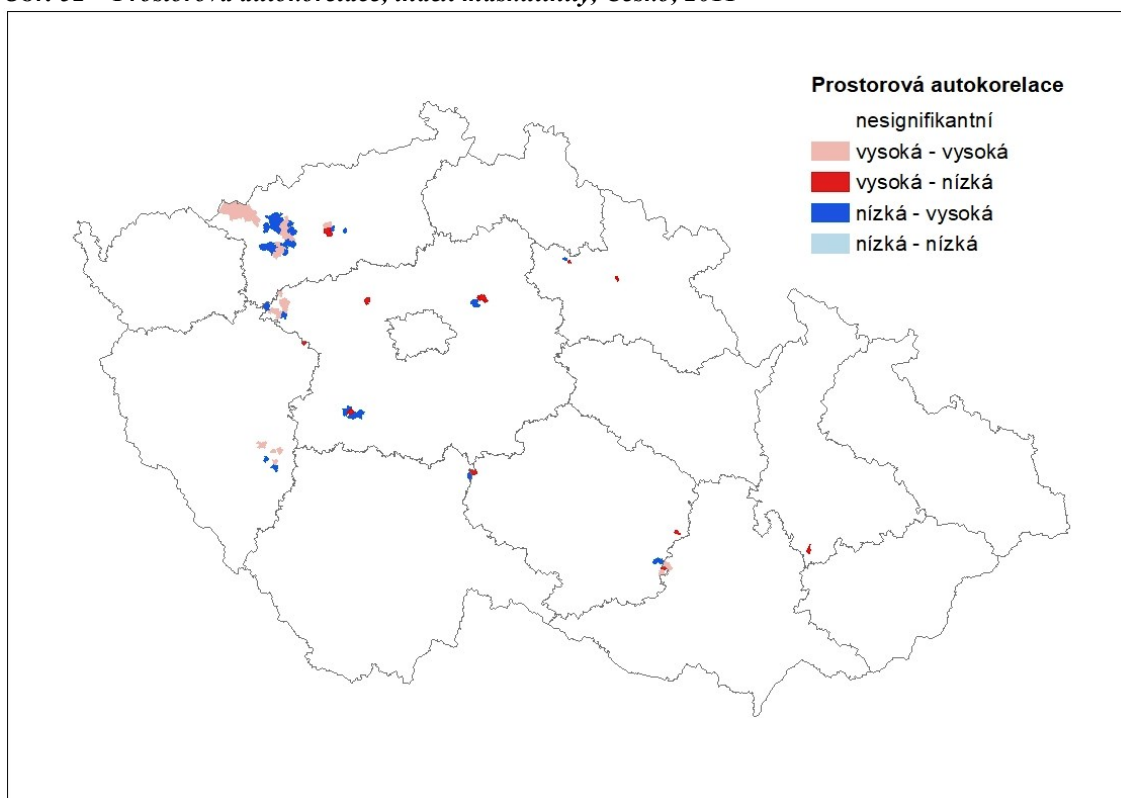 Prostorová autokorelace
nesignifikantní
vysoká - vysoká
vysoká - nízká
nízká - vysoká
nízká - nízká